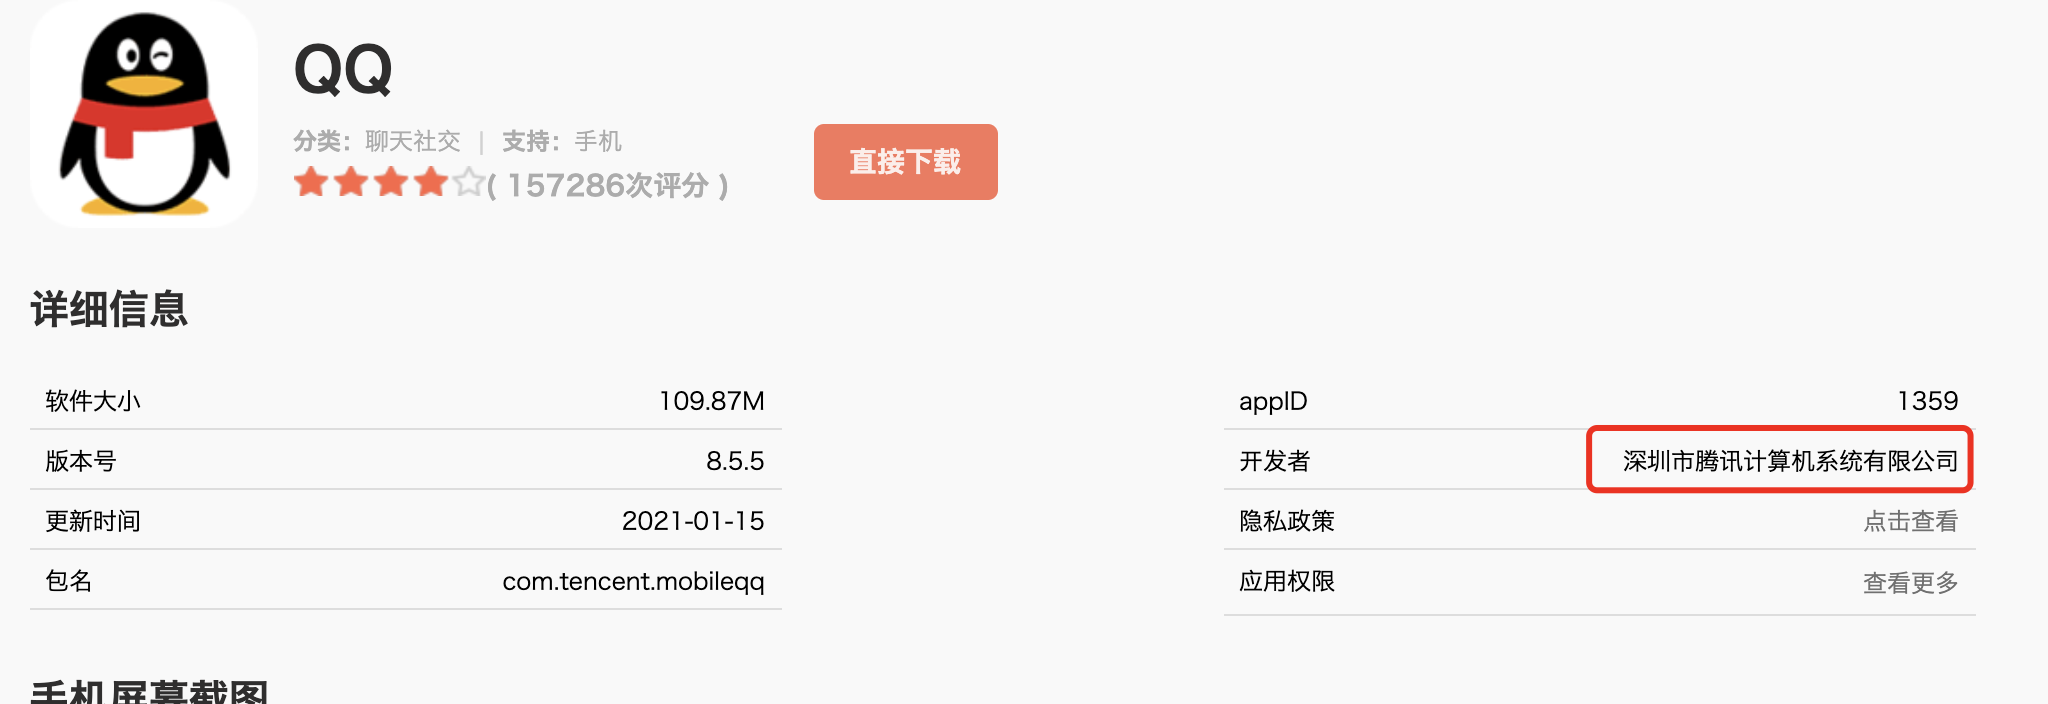 QQ
分类：聊天社交 | 支持：手机
( 157286次评分 )
直接下载
详细信息
软件大小 109.87M
版本号 8.5.5
更新时间 2021-01-15
包名 com.tencent.mobileqq
appID 1359
开发者 深圳市腾讯计算机系统有限公司
隐私政策 点击查看
应用权限 查看更多
手机屏幕截图